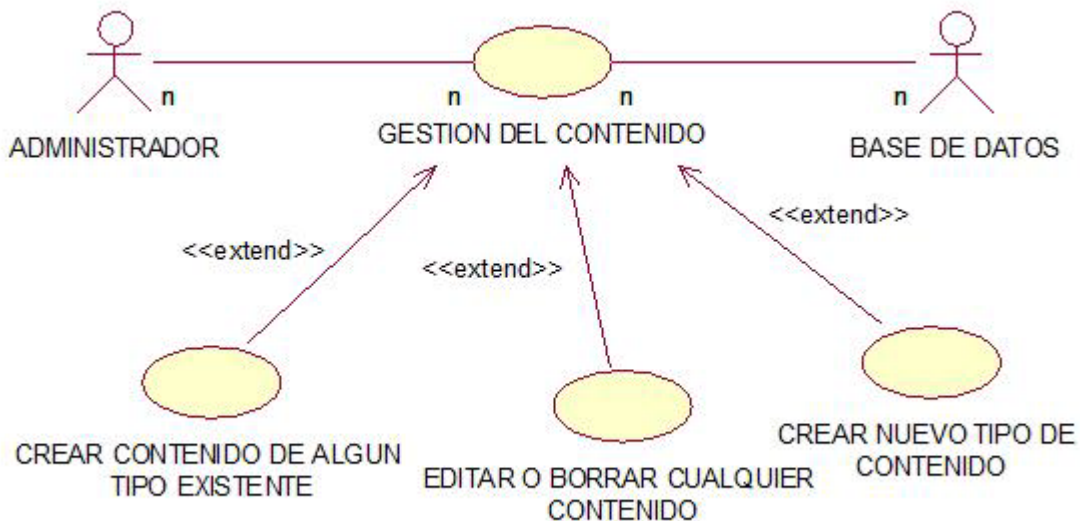 n
n
n
n
ADMINISTRADOR
GESTION DEL CONTENIDO
BASE DE DATOS
<<extend>>
<<extend>>
<<extend>>
CREAR CONTENIDO DE ALGUN
TIPO EXISTENTE
EDITAR O BORRAR CUALQUIER
CONTENIDO
CREAR NUEVO TIPO DE
CONTENIDO